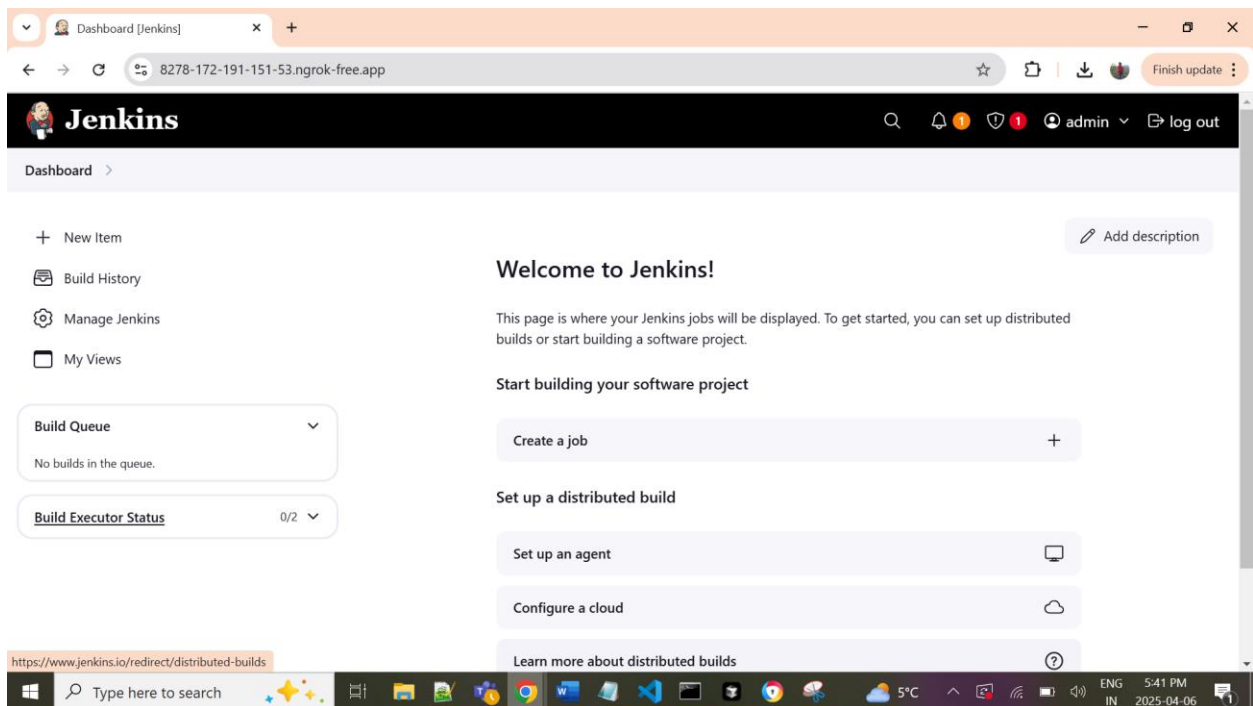 Dashboard [Jenkins]
8278-172-191-151-53.ngrok-free.app
Finish update
Jenkins
1
1
admin
log out
Dashboard
New Item
Build History
Manage Jenkins
My Views
Build Queue
No builds in the queue.
Build Executor Status 0/2
Add description
Welcome to Jenkins!
This page is where your Jenkins jobs will be displayed. To get started, you can set up distributed
builds or start building a software project.
Start building your software project
Create a job
Set up a distributed build
Set up an agent
Configure a cloud
Learn more about distributed builds
https://www.jenkins.io/redirect/distributed-builds
Type here to search
5°C
ENG
IN
5:41 PM
2025-04-06
1